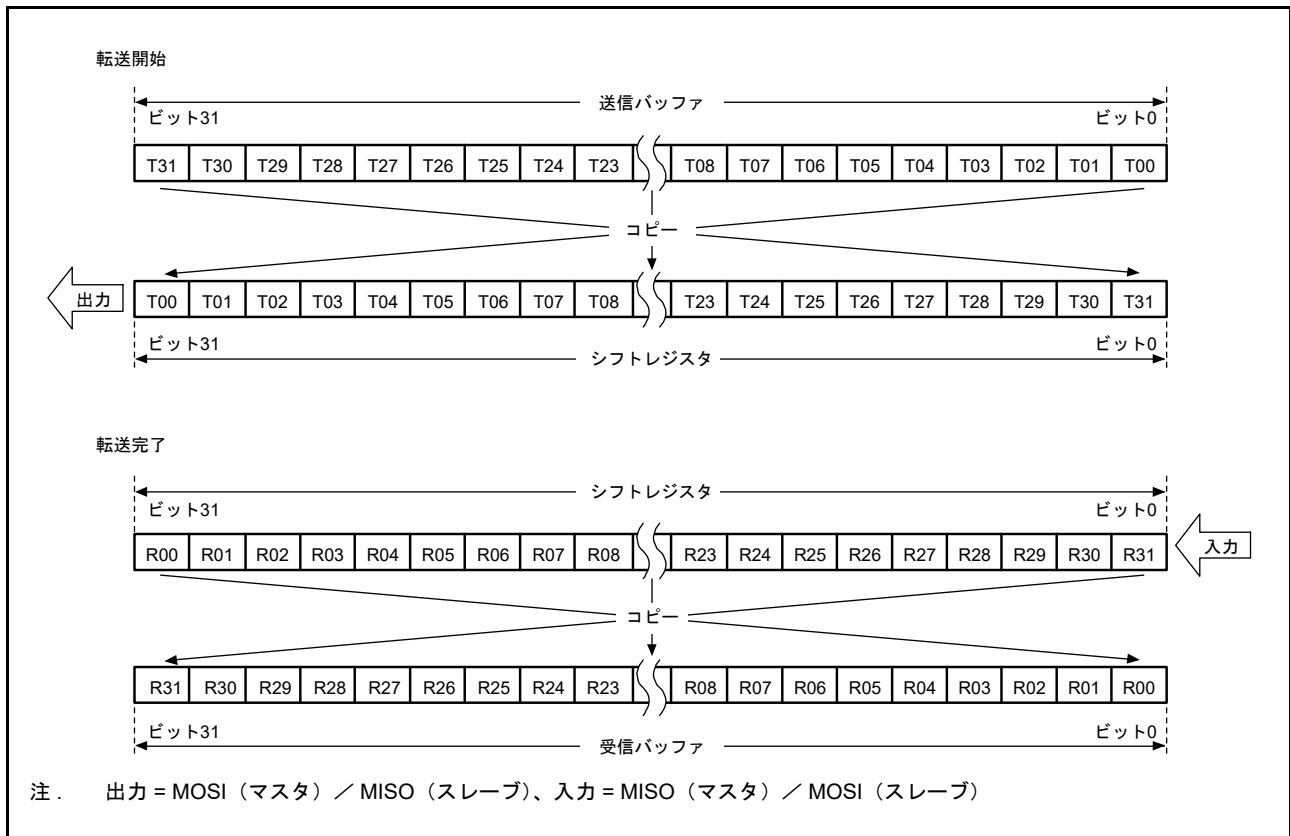 転送開始
送信バッファ
ビット31 ビット0
T31 T30 T29 T28 T27 T26 T25 T24 T23 T08 T07 T06 T05 T04 T03 T02 T01 T00
コピー
出力 T00 T01 T02 T03 T04 T05 T06 T07 T08 T23 T24 T25 T26 T27 T28 T29 T30 T31
ビット31 ビット0
シフトレジスタ
転送完了
シフトレジスタ
ビット31 ビット0
R00 R01 R02 R03 R04 R05 R06 R07 R08 R23 R24 R25 R26 R27 R28 R29 R30 R31 入力
コピー
R31 R30 R29 R28 R27 R26 R25 R24 R23 R08 R07 R06 R05 R04 R03 R02 R01 R00
ビット31 ビット0
受信バッファ
注． 出力 = MOSI（マスタ）／ MISO（スレーブ）、入力 = MISO（マスタ）／ MOSI（スレーブ）